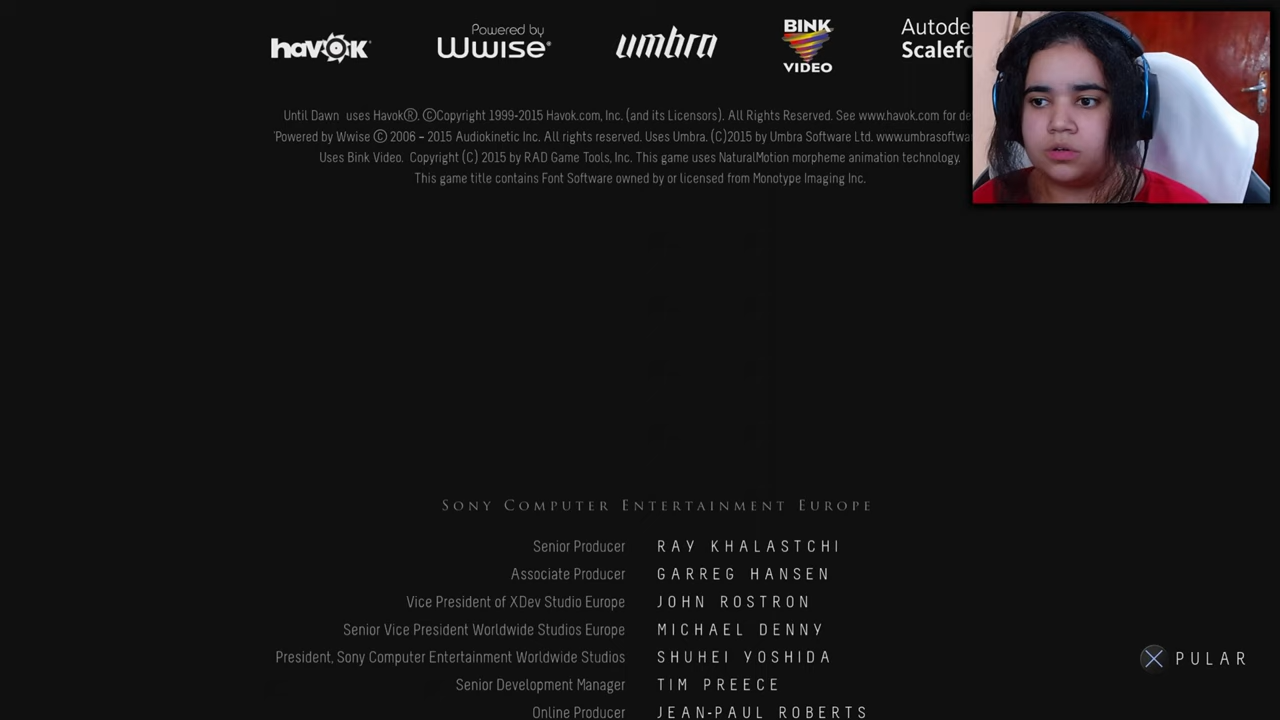 havok
Powered by
Wwise
umbra
BINK
VIDEO
Autode
Scalefo
Until Dawn uses Havok®. ©Copyright 1999-2015 Havok.com, Inc. (and its Licensors). All Rights Reserved. See www.havok.com for de
'Powered by Wwise © 2006 – 2015 Audiokinetic Inc. All rights reserved. Uses Umbra. (C)2015 by Umbra Software Ltd. www.umbrasoftwa
Uses Bink Video. Copyright (C) 2015 by RAD Game Tools, Inc. This game uses NaturalMotion morpheme animation technology.
This game title contains Font Software owned by or licensed from Monotype Imaging Inc.
SONY COMPUTER ENTERTAINMENT EUROPE
Senior Producer RAY KHALASTCHI
Associate Producer GARREG HANSEN
Vice President of XDev Studio Europe JOHN ROSTRON
Senior Vice President Worldwide Studios Europe MICHAEL DENNY
President, Sony Computer Entertainment Worldwide Studios SHUHEI YOSHIDA
Senior Development Manager TIM PREECE
Online Producer JEAN-PAUL ROBERTS
PULAR